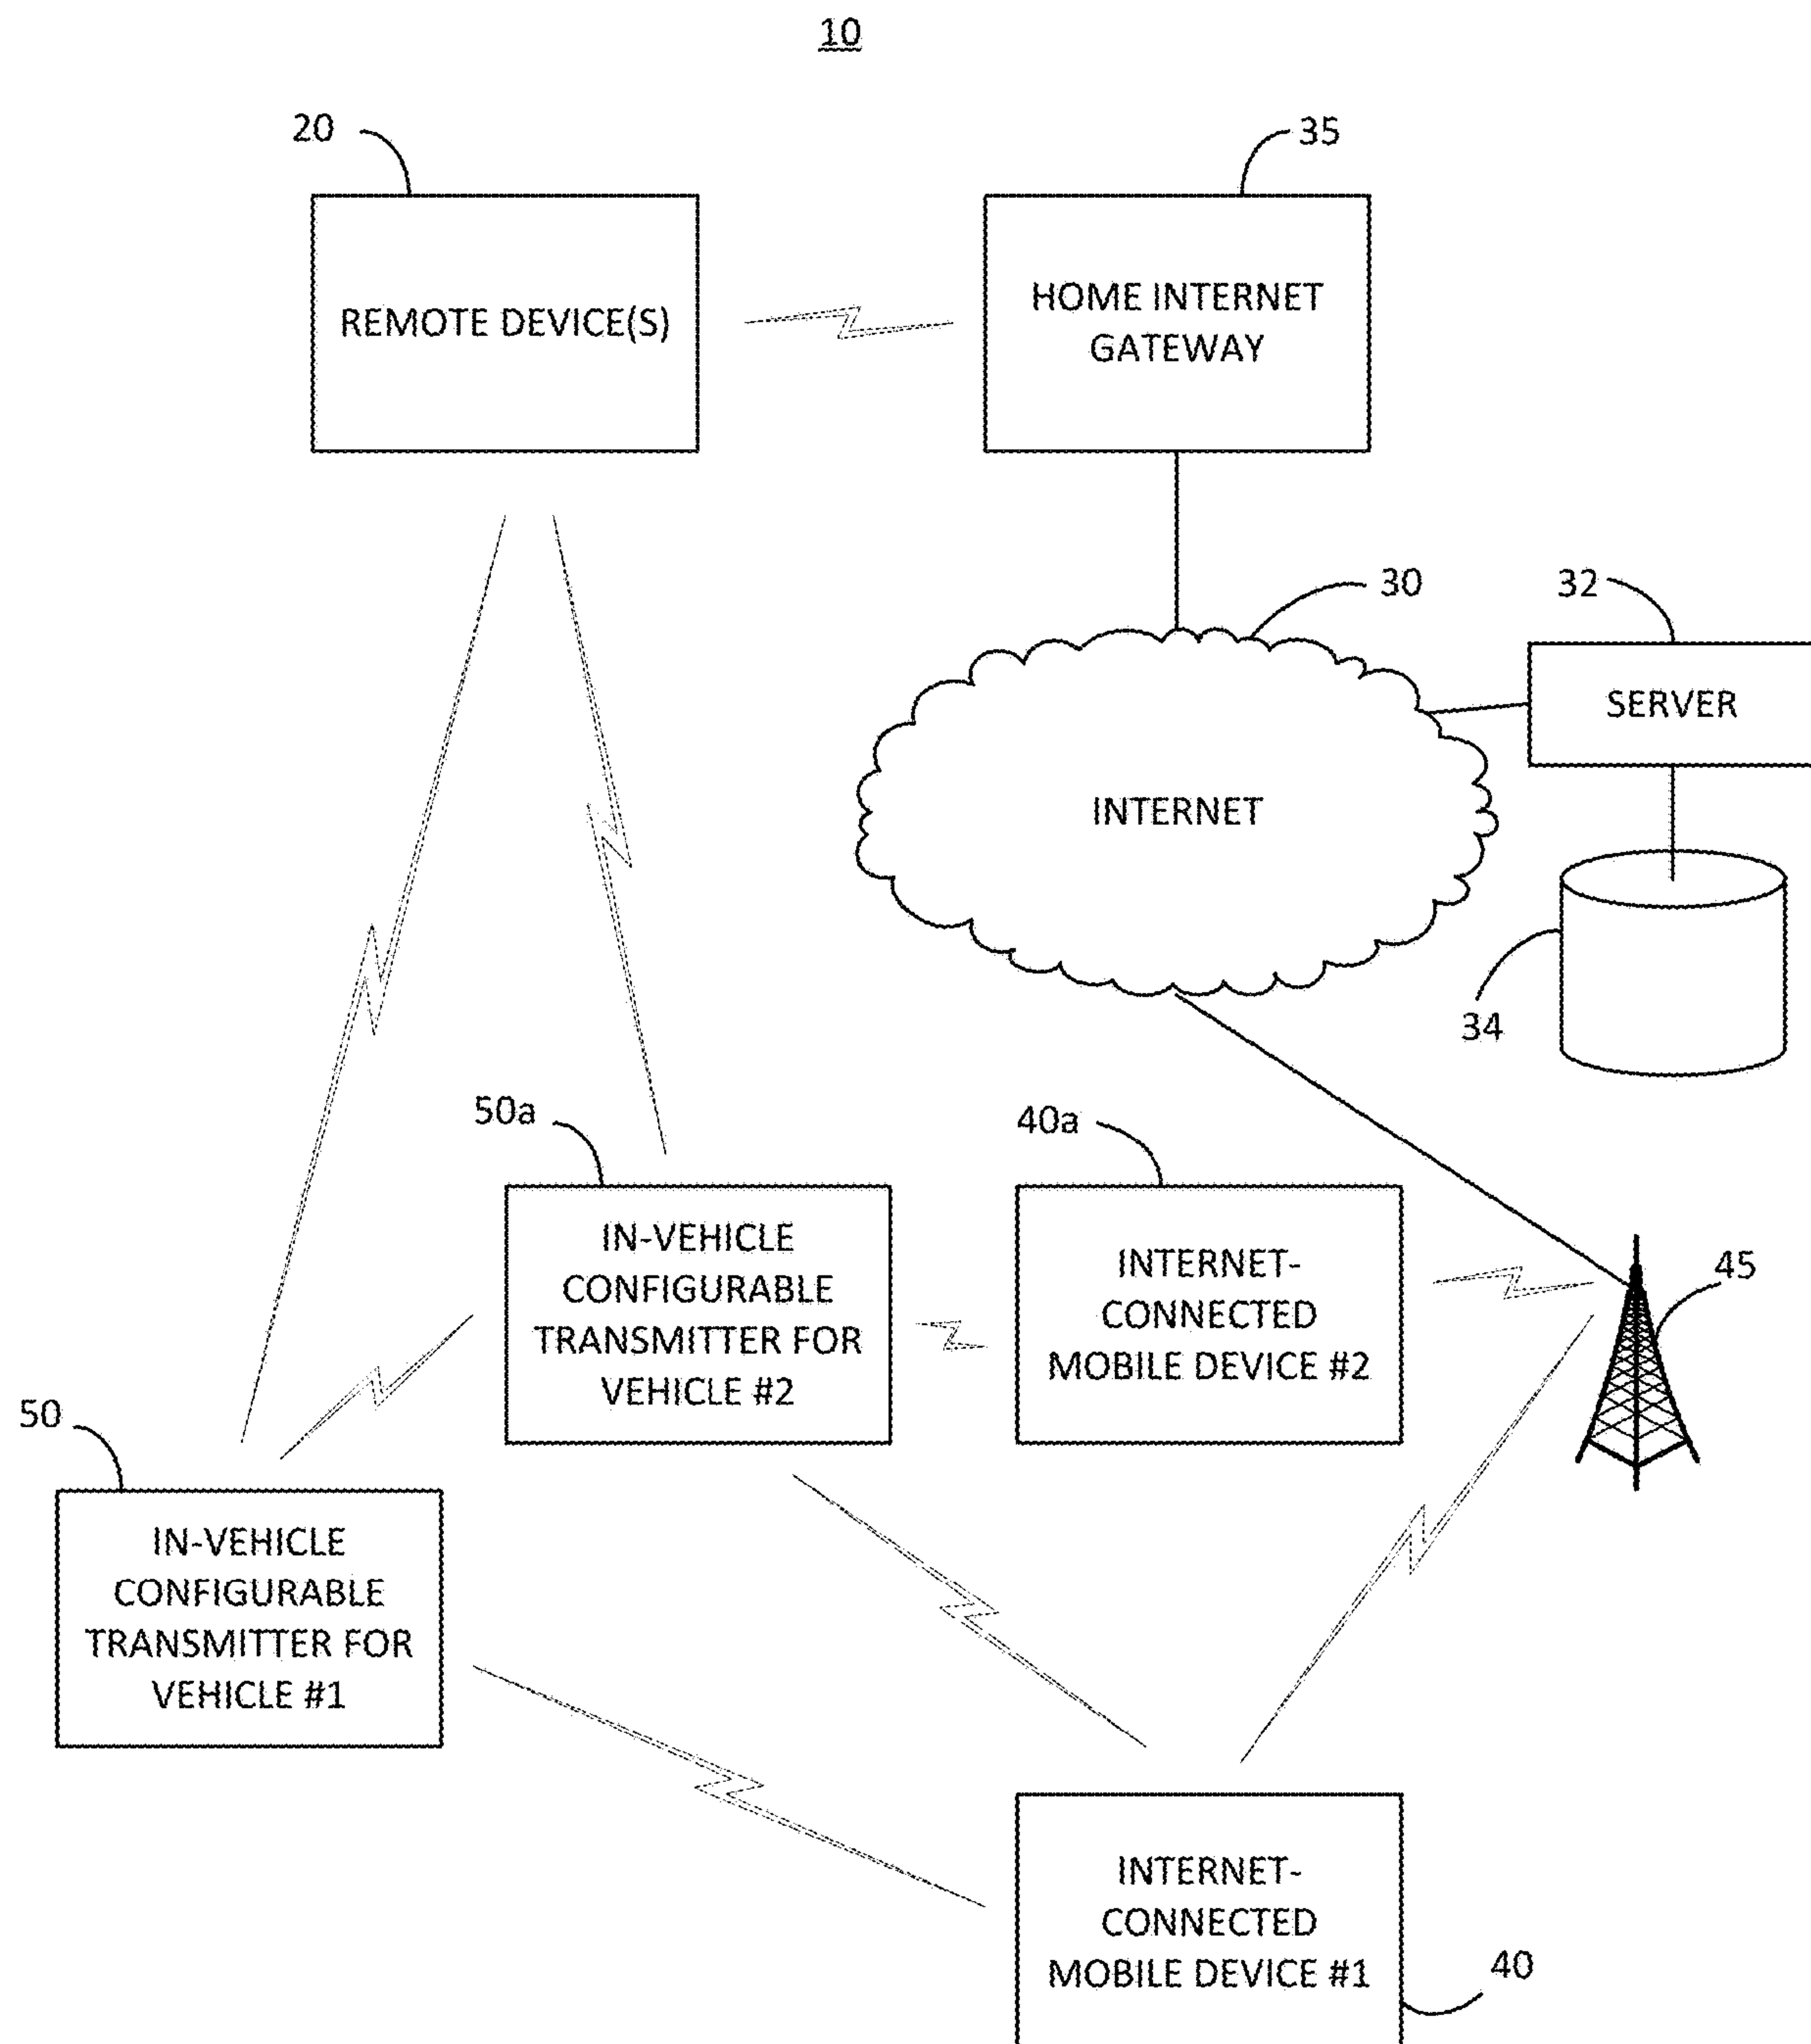 10
20
35
REMOTE DEVICE(S)
HOME INTERNET
GATEWAY
30
32
SERVER
INTERNET
34
50a
40a
IN-VEHICLE
CONFIGURABLE
TRANSMITTER FOR
VEHICLE #2
INTERNET-
CONNECTED
MOBILE DEVICE #2
45
50
IN-VEHICLE
CONFIGURABLE
TRANSMITTER FOR
VEHICLE #1
INTERNET-
CONNECTED
MOBILE DEVICE #1
40